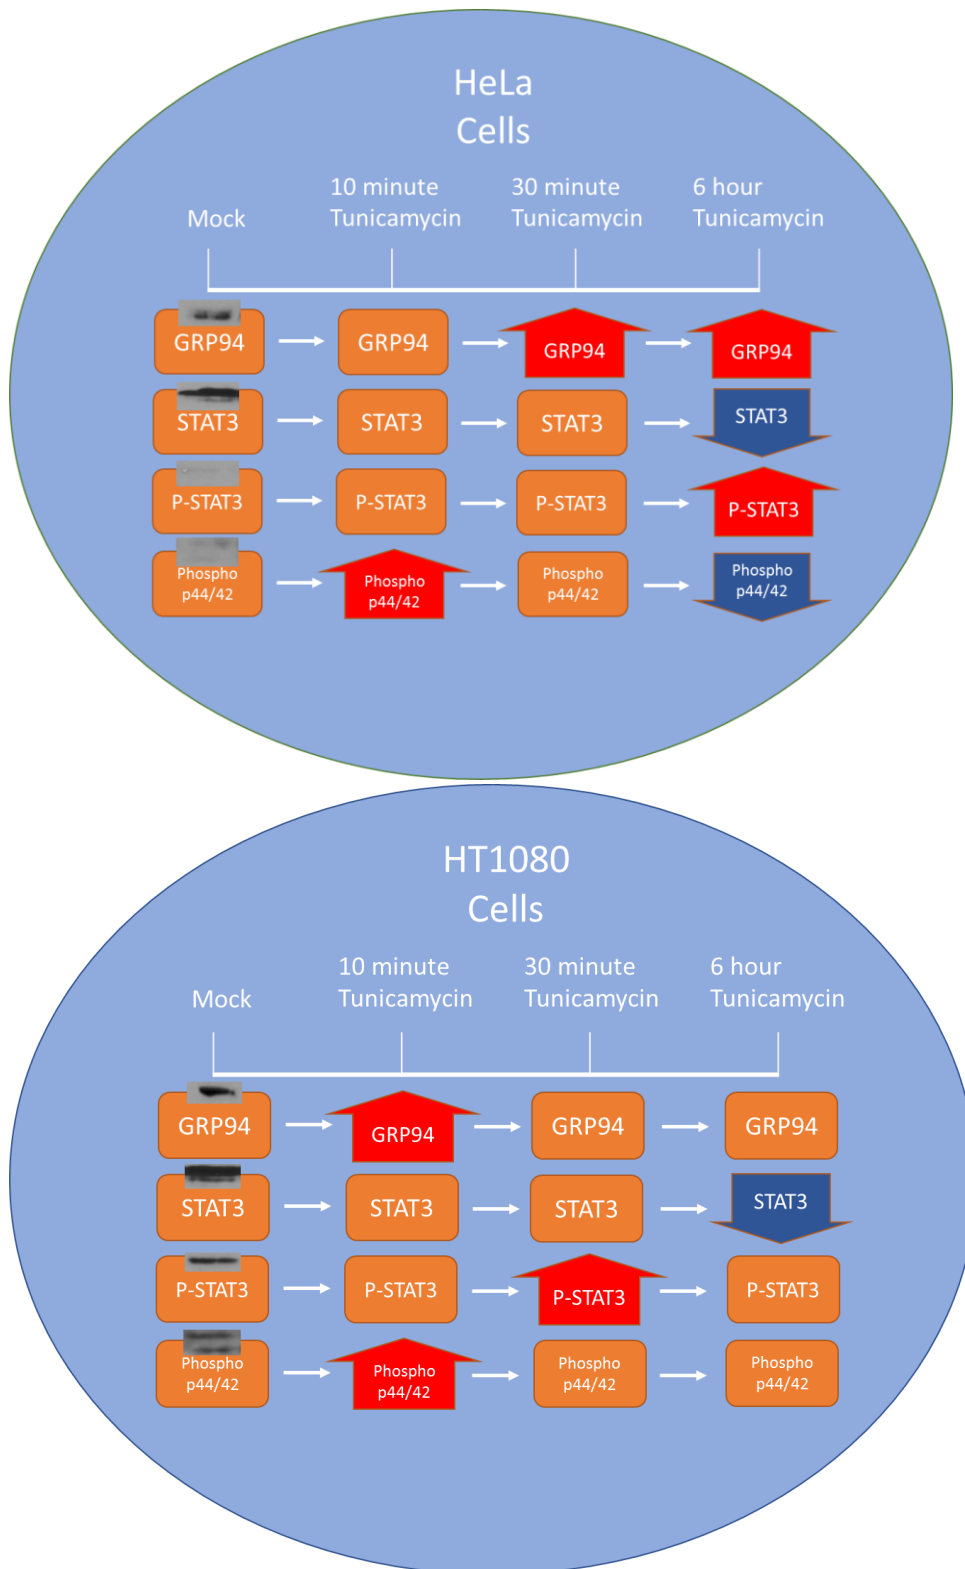 HeLa
Cells
Mock
10 minute
Tunicamycin
30 minute
Tunicamycin
6 hour
Tunicamycin
GRP94
GRP94
GRP94
GRP94
STAT3
STAT3
STAT3
STAT3
P-STAT3
P-STAT3
P-STAT3
P-STAT3
Phospho
p44/42
Phospho
p44/42
Phospho
p44/42
Phospho
p44/42
HT1080
Cells
Mock
10 minute
Tunicamycin
30 minute
Tunicamycin
6 hour
Tunicamycin
GRP94
GRP94
GRP94
GRP94
STAT3
STAT3
STAT3
STAT3
P-STAT3
P-STAT3
P-STAT3
P-STAT3
Phospho
p44/42
Phospho
p44/42
Phospho
p44/42
Phospho
p44/42